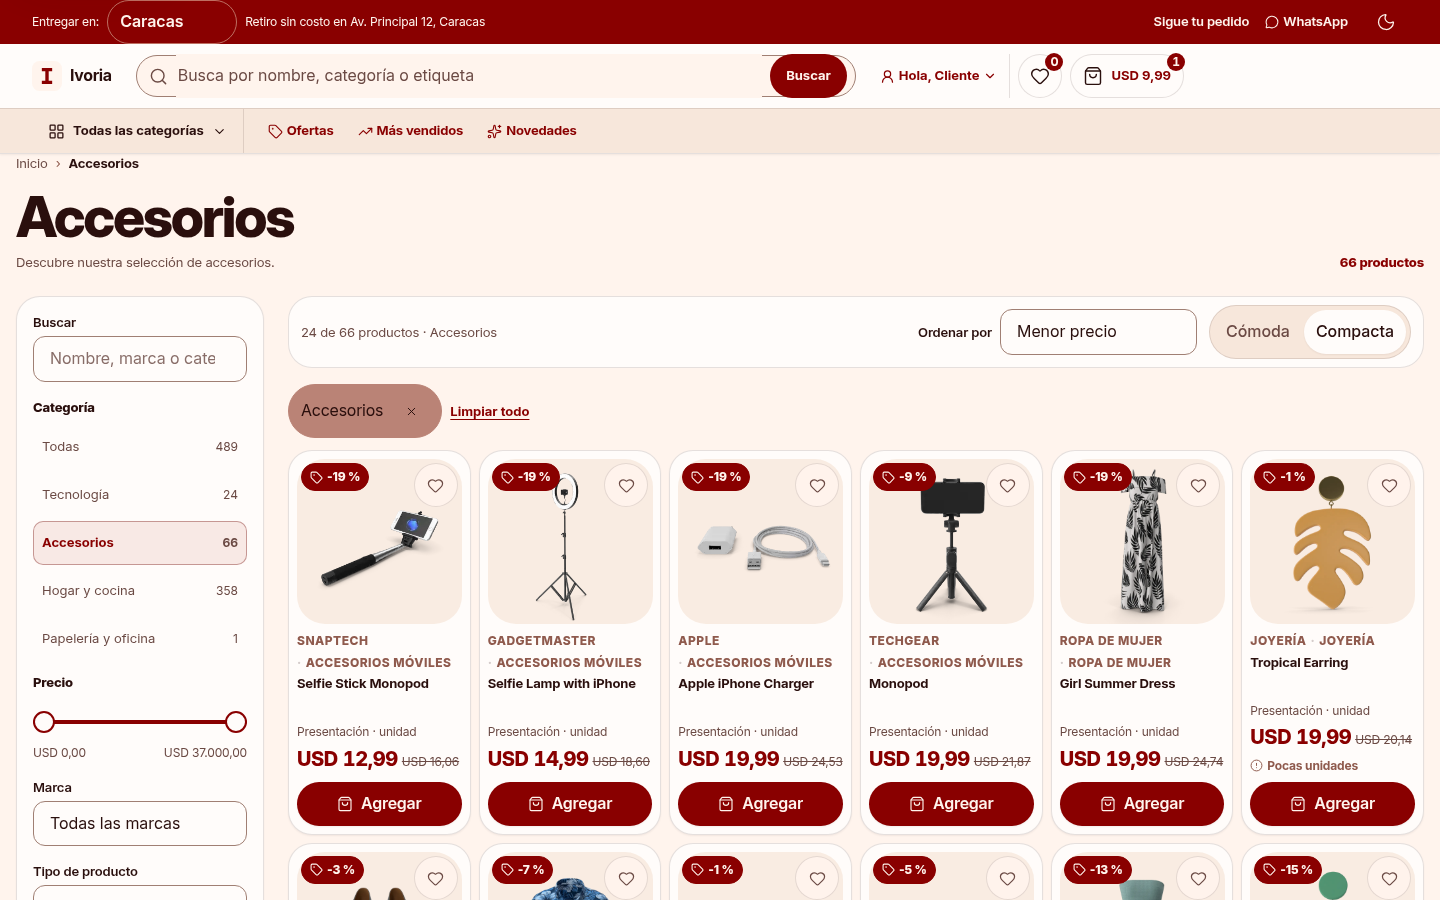 Entregar en: Caracas Retiro sin costo en Av. Principal 12, Caracas Sigue tu pedido WhatsApp
I Ivoria Busca por nombre, categoría o etiqueta Buscar Hola, Cliente 0 USD 9,99 1
Todas las categorías Ofertas Más vendidos Novedades
Inicio › Accesorios
Accesorios
Descubre nuestra selección de accesorios. 66 productos
Buscar
Nombre, marca o cate
Categoría
Todas 489
Tecnología 24
Accesorios 66
Hogar y cocina 358
Papelería y oficina 1
Precio
USD 0,00 USD 37.000,00
Marca
Todas las marcas
Tipo de producto
24 de 66 productos · Accesorios Ordenar por Menor precio Cómoda Compacta
Accesorios × Limpiar todo
-19 %
SNAPTECH
· ACCESORIOS MÓVILES
Selfie Stick Monopod
Presentación · unidad
USD 12,99 USD 16,06
Agregar
-19 %
GADGETMASTER
· ACCESORIOS MÓVILES
Selfie Lamp with iPhone
Presentación · unidad
USD 14,99 USD 18,60
Agregar
-19 %
APPLE
· ACCESORIOS MÓVILES
Apple iPhone Charger
Presentación · unidad
USD 19,99 USD 24,53
Agregar
-9 %
TECHGEAR
· ACCESORIOS MÓVILES
Monopod
Presentación · unidad
USD 19,99 USD 21,87
Agregar
-19 %
ROPA DE MUJER
· ROPA DE MUJER
Girl Summer Dress
Presentación · unidad
USD 19,99 USD 24,74
Agregar
-1 %
JOYERÍA · JOYERÍA
Tropical Earring
Presentación · unidad
USD 19,99 USD 20,14
Pocas unidades
Agregar
-3 %
-7 %
-1 %
-5 %
-13 %
-15 %